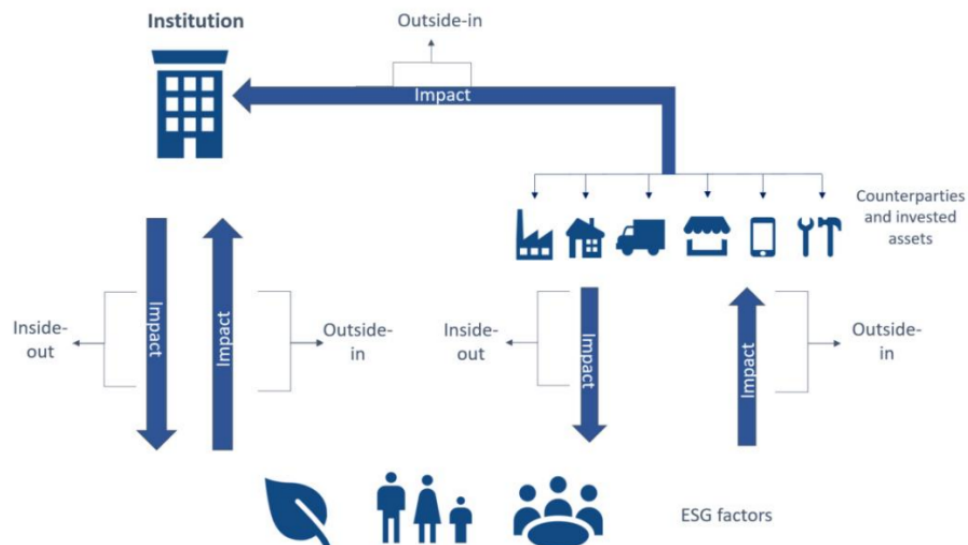 Institution
Outside-in
Impact
Counterparties
and invested
assets
Impact
Impact
Inside-
out
Outside-
in
Impact
Inside-
out
Impact
Outside-
in
ESG factors